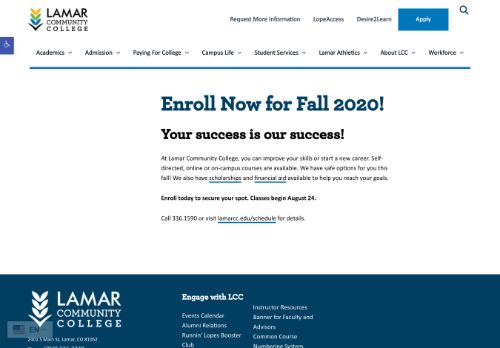 LAMAR
COMMUNITY
COLLEGE
Request More Information LopeAccess Desire2Learn Apply
Academics Admission Paying For College Campus Life Student Services Lamar Athletics About LCC Workforce
Enroll Now for Fall 2020!
Your success is our success!
At Lamar Community College, you can improve your skills or start a new career. Self-
directed, online or on-campus courses are available. We have safe options for you this
fall! We also have scholarships and financial aid available to help you reach your goals.
Enroll today to secure your spot. Classes begin August 24.
Call 336.1590 or visit lamarcc.edu/schedule for details.
LAMAR
COMMUNITY
COLLEGE
EN
2401 S Main St, Lamar, CO 81052
Engage with LCC
Events Calendar
Alumni Relations
Runnin' Lopes Booster
Club
Instructor Resources
Banner for Faculty and
Advisors
Common Course
Numbering System